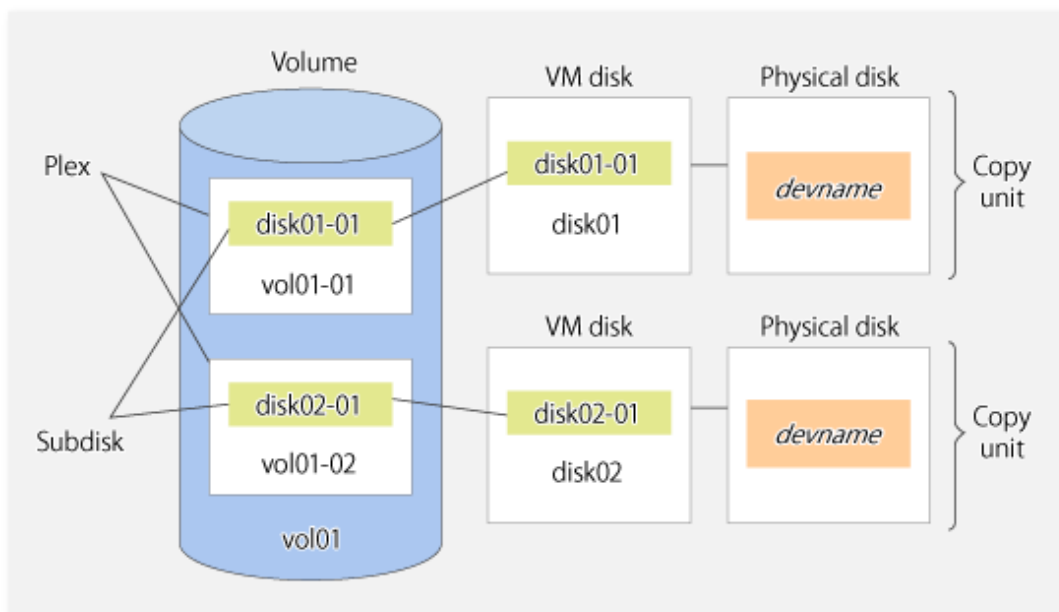 Volume
VM disk
Physical disk
Plex
disk01-01
vol01-01
disk01-01
disk01
devname
Copy
unit
VM disk
Physical disk
Subdisk
disk02-01
vol01-02
vol01
disk02-01
disk02
devname
Copy
unit